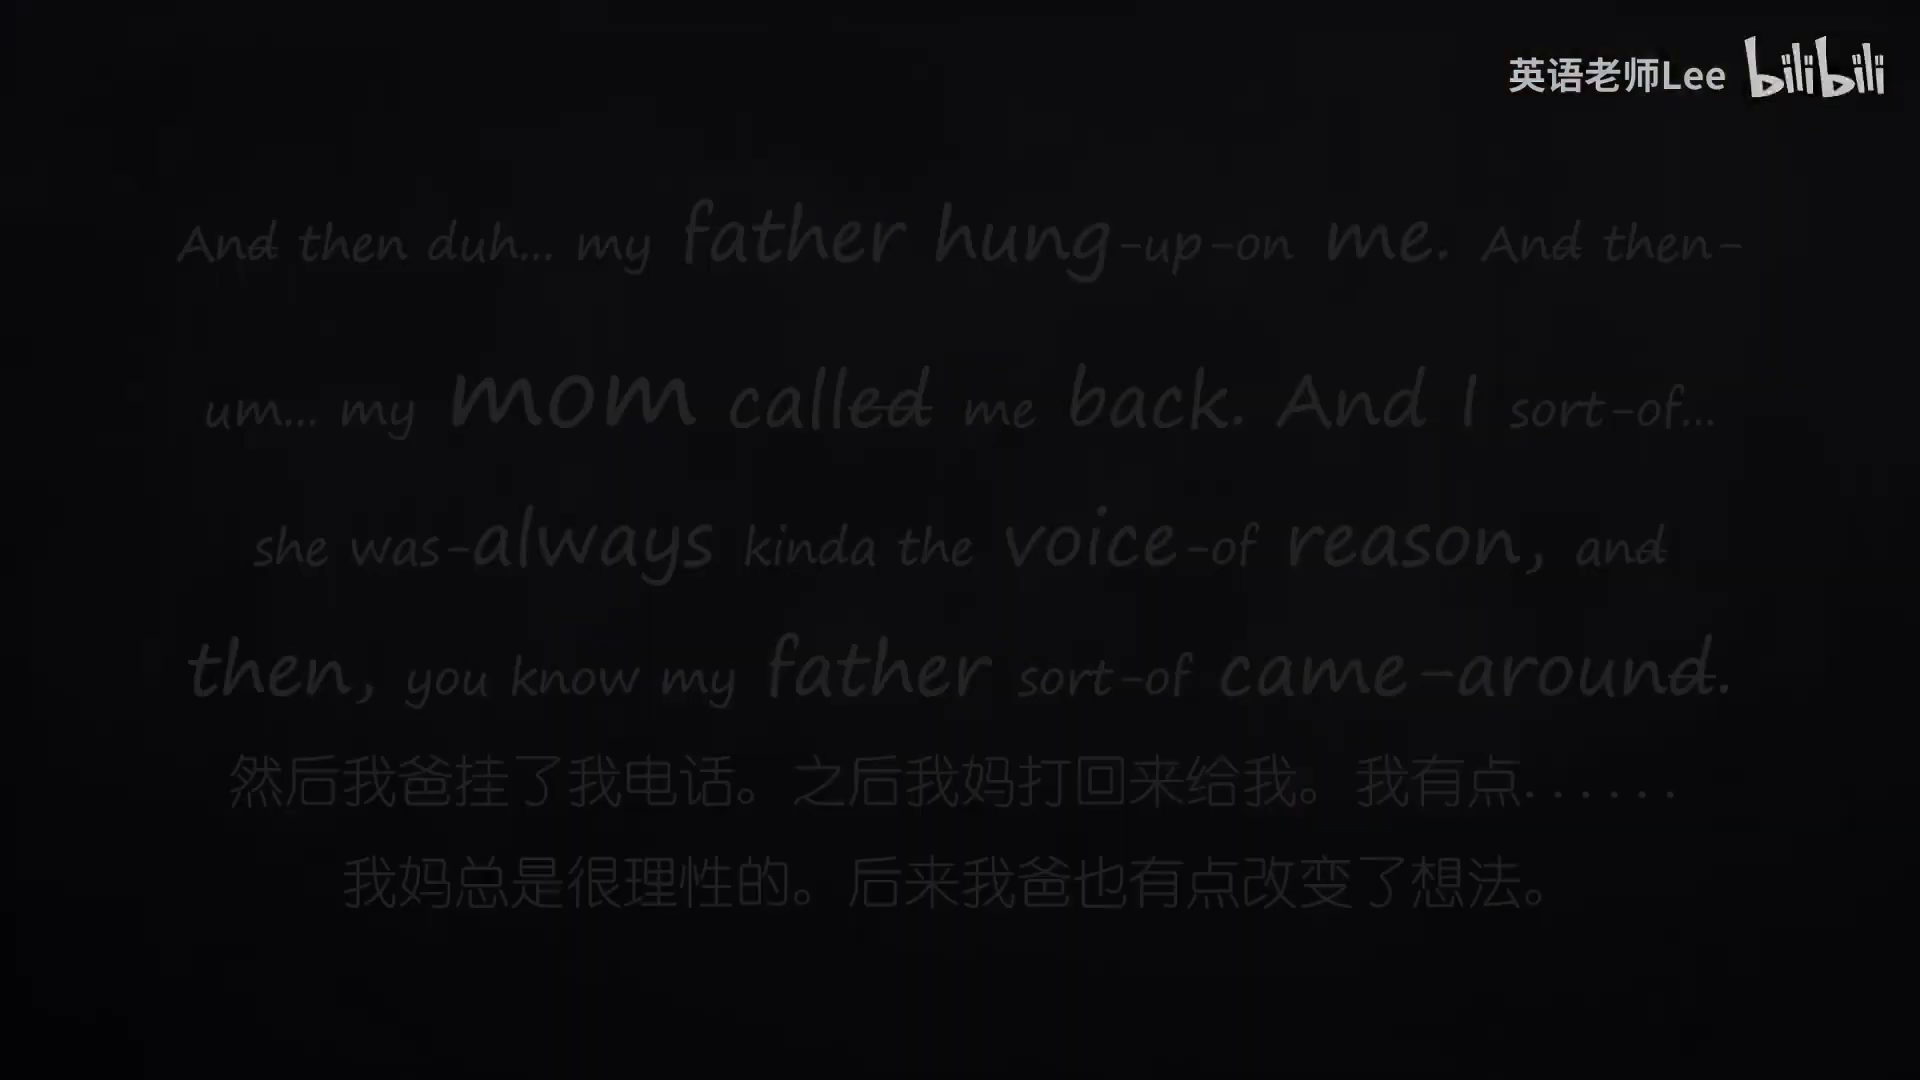 英语老师Lee bilibili
And then duh... my father hung-up-on me. And then-
um... my mom called me back. And I sort-of...
she was-always kinda the voice-of reason, and
then, you know my father sort-of came-around.
然后我爸挂了我电话。之后我妈打回来给我。我有点......
我妈总是很理性的。后来我爸也有点改变了想法。